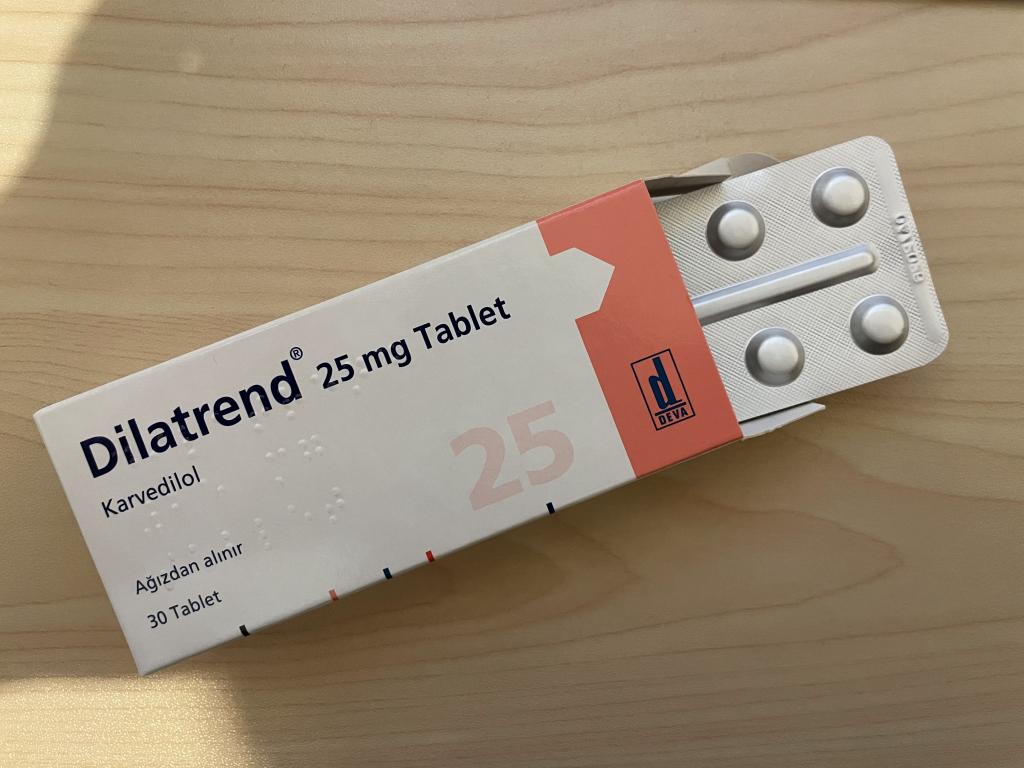 Dilatrend® 25 mg Tablet
Karvedilol
25
Ağızdan alınır
30 Tablet
d
DEVA